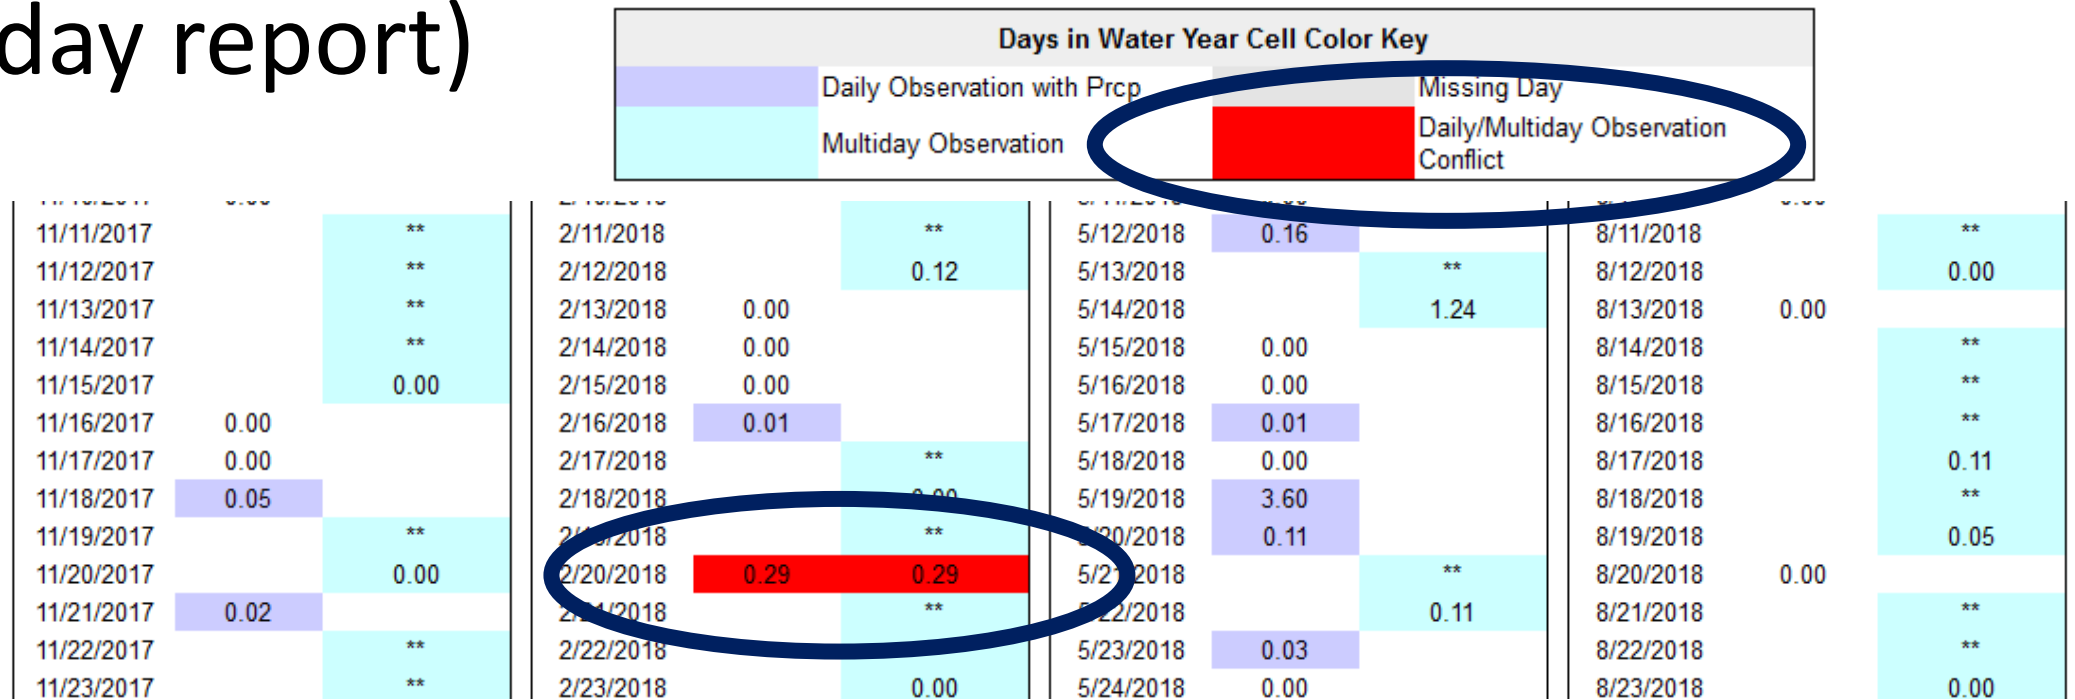 day report)
Days in Water Year Cell Color Key
Daily Observation with Prcp Missing Day
Multiday Observation Daily/Multiday Observation
Conflict
11/11/2017 ** 2/11/2018 ** 5/12/2018 0.16 8/11/2018 **
11/12/2017 ** 2/12/2018 0.12 5/13/2018 ** 8/12/2018 0.00
11/13/2017 ** 2/13/2018 0.00 5/14/2018 1.24 8/13/2018 0.00
11/14/2017 ** 2/14/2018 0.00 5/15/2018 0.00 8/14/2018 **
11/15/2017 0.00 2/15/2018 0.00 5/16/2018 0.00 8/15/2018 **
11/16/2017 0.00 2/16/2018 0.01 5/17/2018 0.01 8/16/2018 **
11/17/2017 0.00 2/17/2018 ** 5/18/2018 0.00 8/17/2018 0.11
11/18/2017 0.05 2/18/2018 5/19/2018 3.60 8/18/2018 **
11/19/2017 ** ** 0.11 8/19/2018 0.05
11/20/2017 0.00 2/20/2018 0.29 0.29 ** 8/20/2018 0.00
11/21/2017 0.02 ** 0.11 8/21/2018 **
11/22/2017 ** 2/22/2018 5/23/2018 0.03 8/22/2018 **
11/23/2017 ** 2/23/2018 0.00 5/24/2018 0.00 8/23/2018 0.00